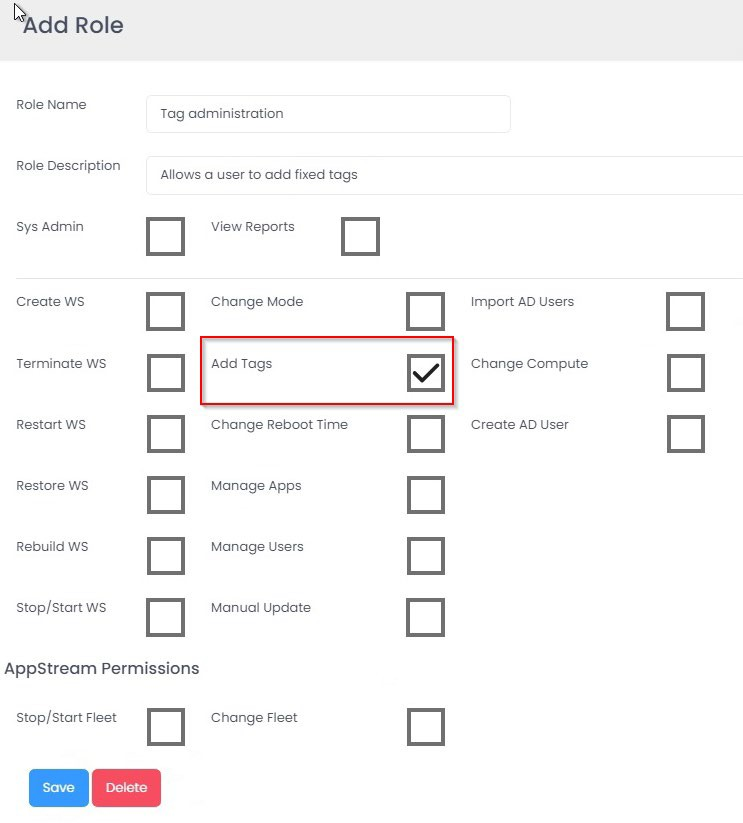 Add Role
Role Name
Tag administration
Role Description
Allows a user to add fixed tags
Sys Admin View Reports
Create WS Change Mode Import AD Users
Terminate WS Add Tags Change Compute
Restart WS Change Reboot Time Create AD User
Restore WS Manage Apps
Rebuild WS Manage Users
Stop/Start WS Manual Update
AppStream Permissions
Stop/Start Fleet Change Fleet
Save Delete